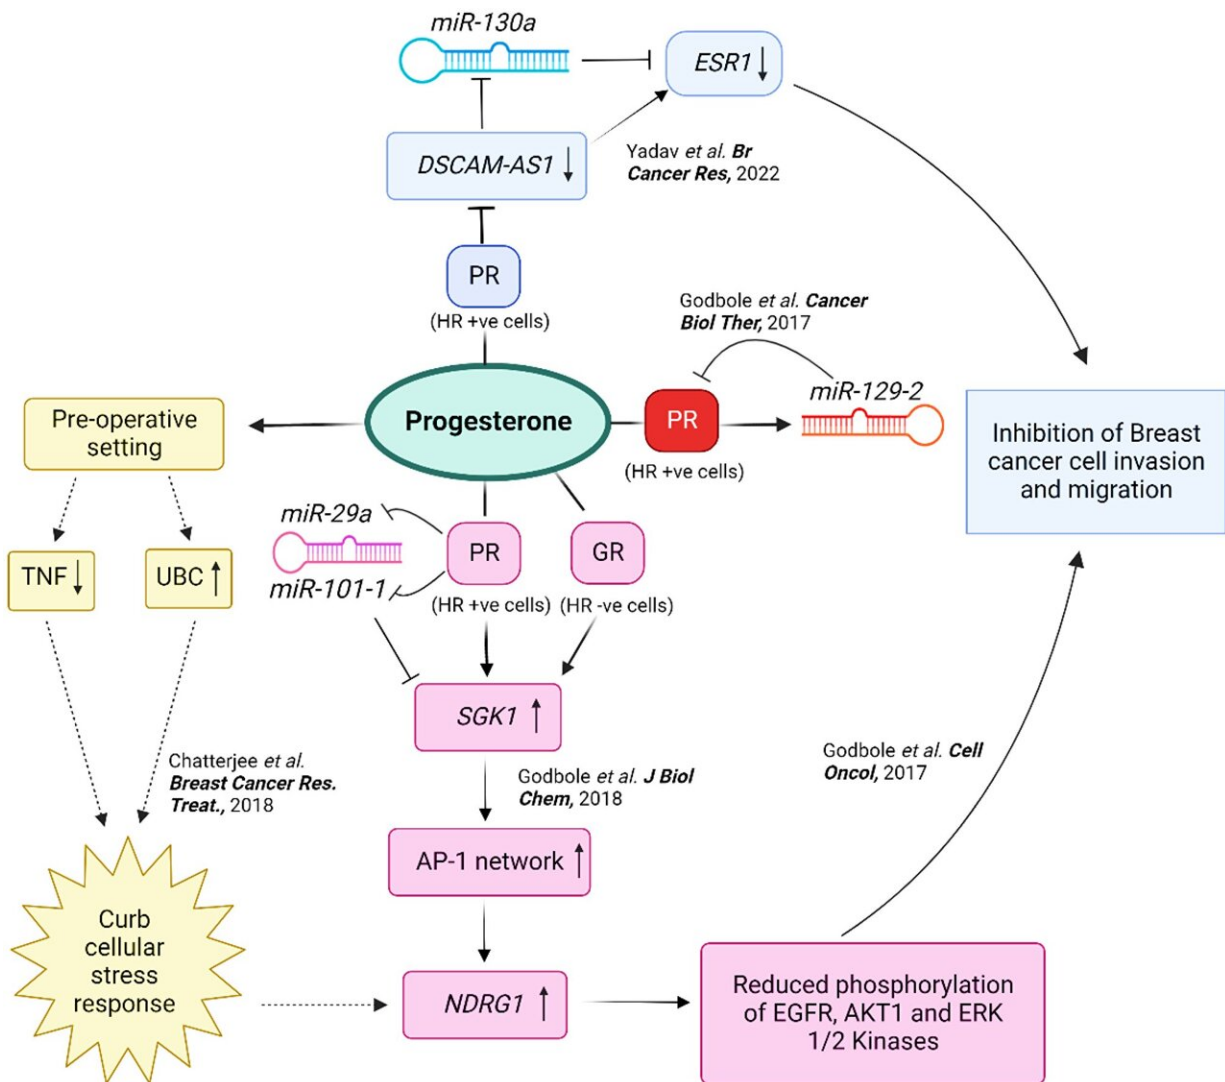 miR-130a
ESR1
DSCAM-AS1
Yadav et al. Br
Cancer Res, 2022
PR
(HR +ve cells)
Godbole et al. Cancer
Biol Ther, 2017
miR-129-2
Pre-operative
setting
Progesterone
PR
(HR +ve cells)
Inhibition of Breast
cancer cell invasion
and migration
miR-29a
miR-101-1
PR
(HR +ve cells)
GR
(HR -ve cells)
TNF
UBC
SGK1
Chatterjee et al.
Breast Cancer Res.
Treat., 2018
Godbole et al. J Biol
Chem, 2018
Godbole et al. Cell
Oncol, 2017
AP-1 network
Curb
cellular
stress
response
NDRG1
Reduced phosphorylation
of EGFR, AKT1 and ERK
1/2 Kinases